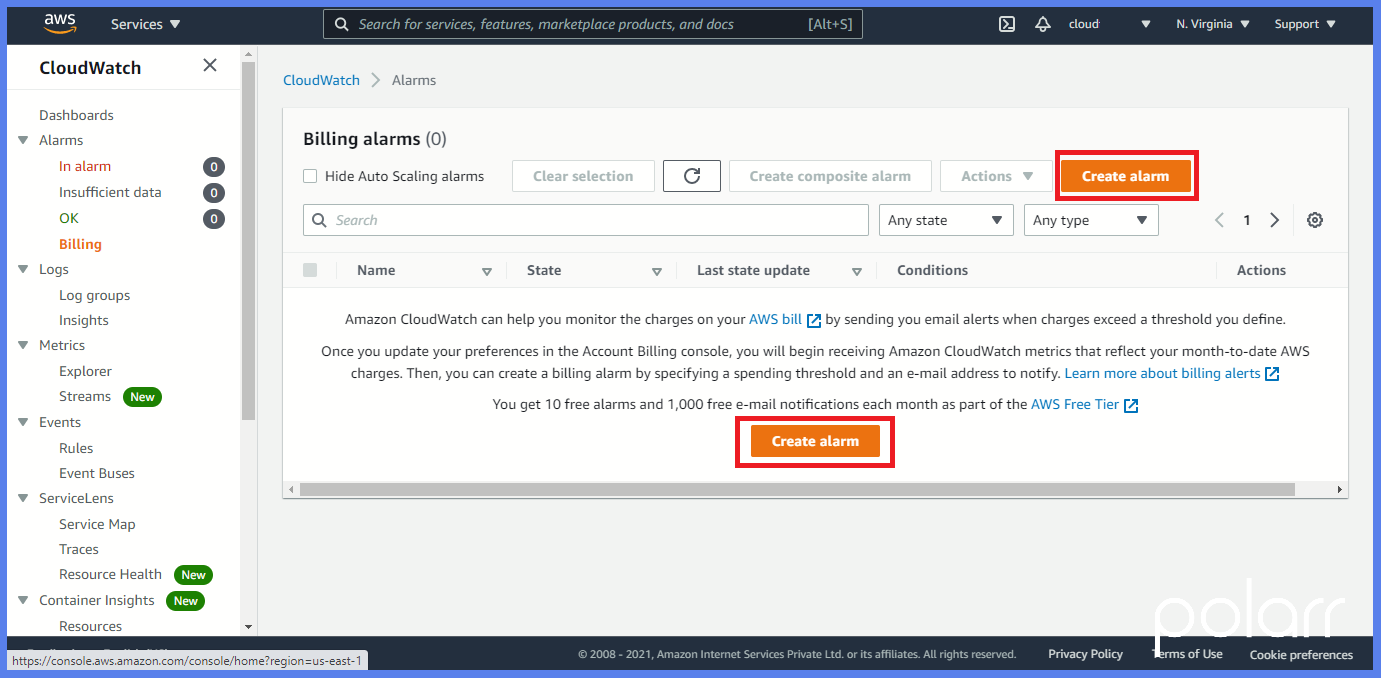 aws Services Search for services, features, marketplace products, and docs [Alt+S] cloud N. Virginia Support
CloudWatch
Dashboards
Alarms
In alarm 0
Insufficient data 0
OK 0
Billing
Logs
Log groups
Insights
Metrics
Explorer
Streams New
Events
Rules
Event Buses
ServiceLens
Service Map
Traces
Resource Health New
Container Insights New
Resources
CloudWatch Alarms
Billing alarms (0)
Hide Auto Scaling alarms Clear selection Create composite alarm Actions Create alarm
Search Any state Any type 1
Name State Last state update Conditions Actions
Amazon CloudWatch can help you monitor the charges on your AWS bill by sending you email alerts when charges exceed a threshold you define.
Once you update your preferences in the Account Billing console, you will begin receiving Amazon CloudWatch metrics that reflect your month-to-date AWS
charges. Then, you can create a billing alarm by specifying a spending threshold and an e-mail address to notify. Learn more about billing alerts
You get 10 free alarms and 1,000 free e-mail notifications each month as part of the AWS Free Tier
Create alarm
polarr
© 2008 - 2021, Amazon Internet Services Private Ltd. or its affiliates. All rights reserved. Privacy Policy Terms of Use Cookie preferences
https://console.aws.amazon.com/console/home?region=us-east-1